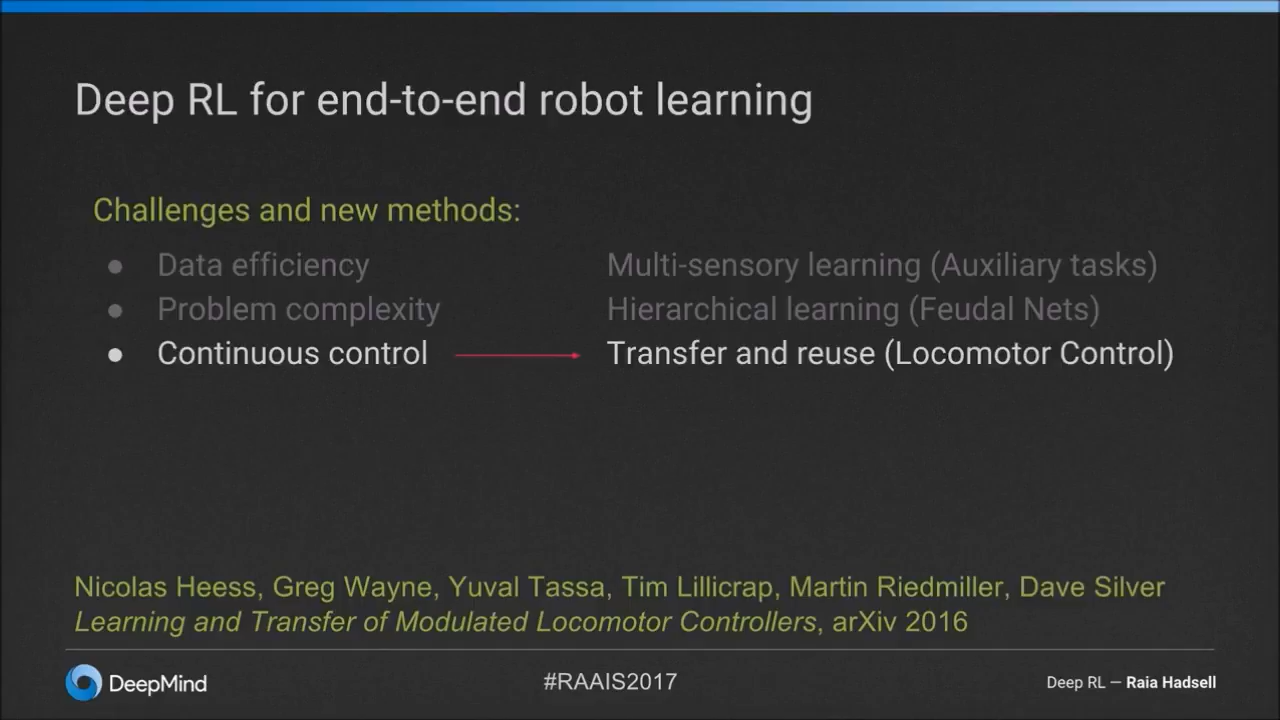 Deep RL for end-to-end robot learning
Challenges and new methods:
● Data efficiency Multi-sensory learning (Auxiliary tasks)
● Problem complexity Hierarchical learning (Feudal Nets)
● Continuous control Transfer and reuse (Locomotor Control)
Nicolas Heess, Greg Wayne, Yuval Tassa, Tim Lillicrap, Martin Riedmiller, Dave Silver
Learning and Transfer of Modulated Locomotor Controllers, arXiv 2016
DeepMind #RAAIS2017 Deep RL — Raia Hadsell